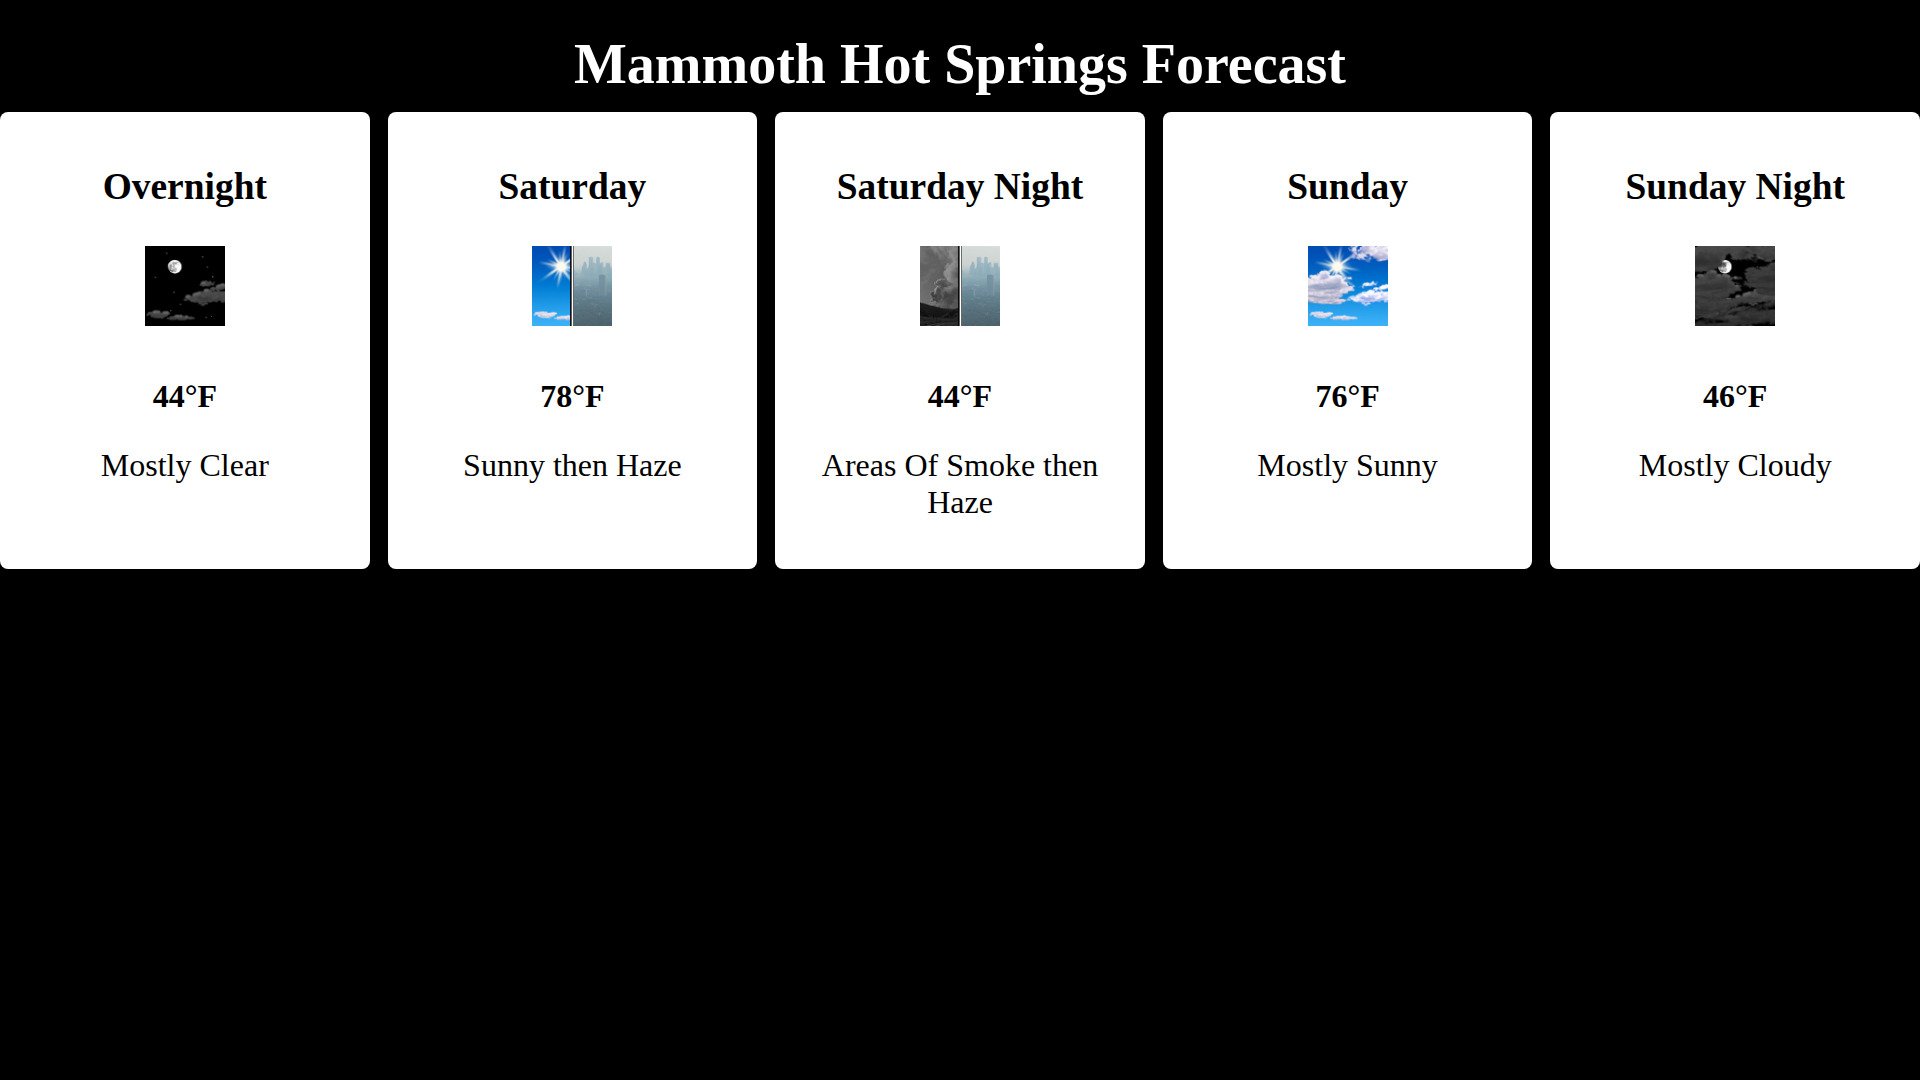 Mammoth Hot Springs Forecast
Overnight
44°F
Mostly Clear
Saturday
78°F
Sunny then Haze
Saturday Night
44°F
Areas Of Smoke then
Haze
Sunday
76°F
Mostly Sunny
Sunday Night
46°F
Mostly Cloudy